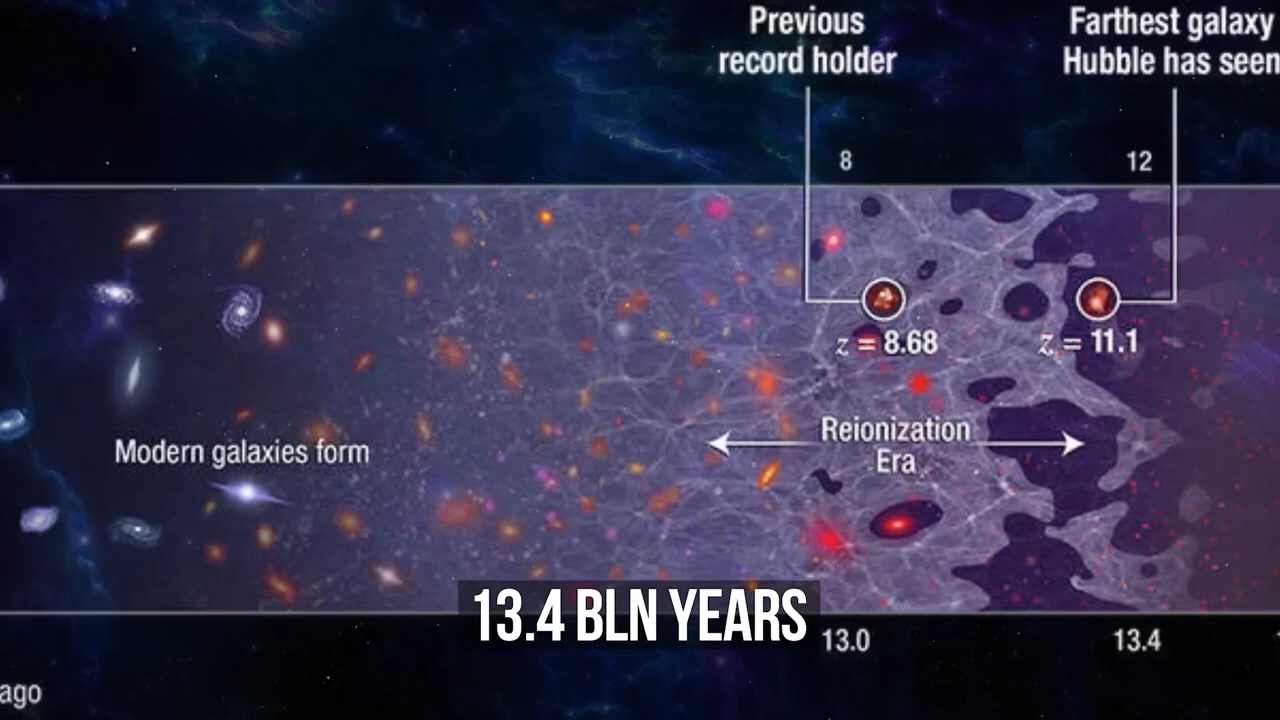 Previous
record holder
Farthest galaxy
Hubble has seen
8
12
z = 8.68
z = 11.1
Reionization
Era
Modern galaxies form
13.4 BLN YEARS
13.0
13.4
ago